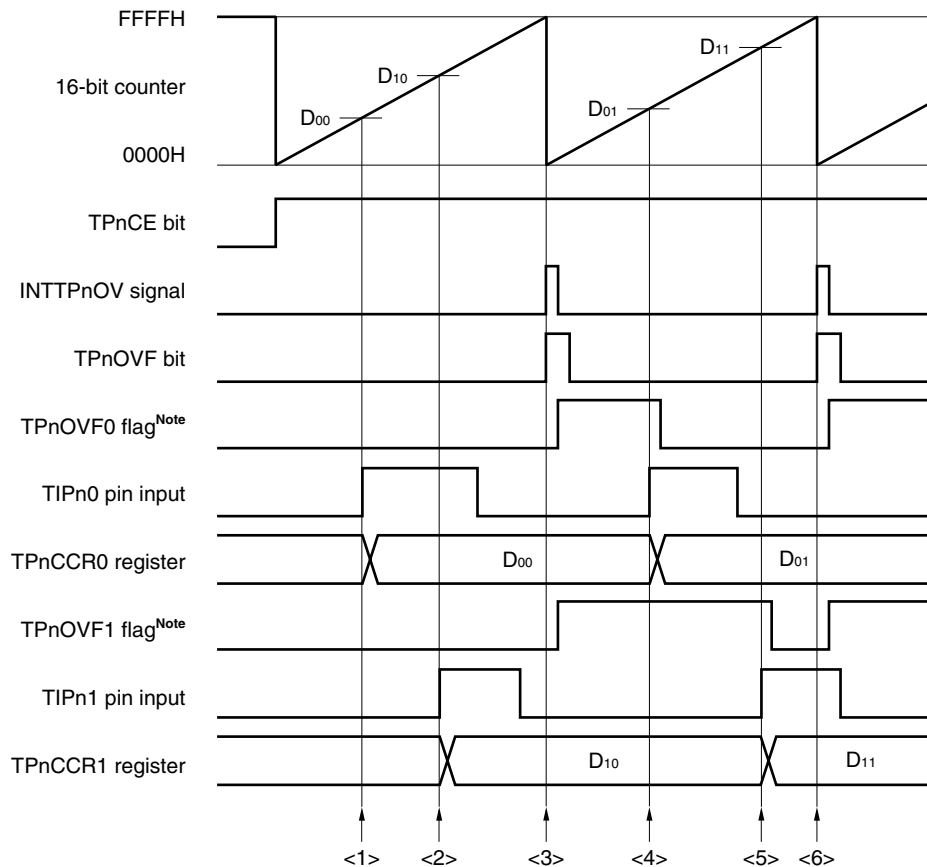 FFFFH
D11
D10
16-bit counter
D00
D01
0000H
TPnCE bit
INTTPnOV signal
TPnOVF bit
TPnOVF0 flagNote
TIPn0 pin input
TPnCCR0 register
D00
D01
TPnOVF1 flagNote
TIPn1 pin input
TPnCCR1 register
D10
D11
<1> <2> <3> <4> <5> <6>